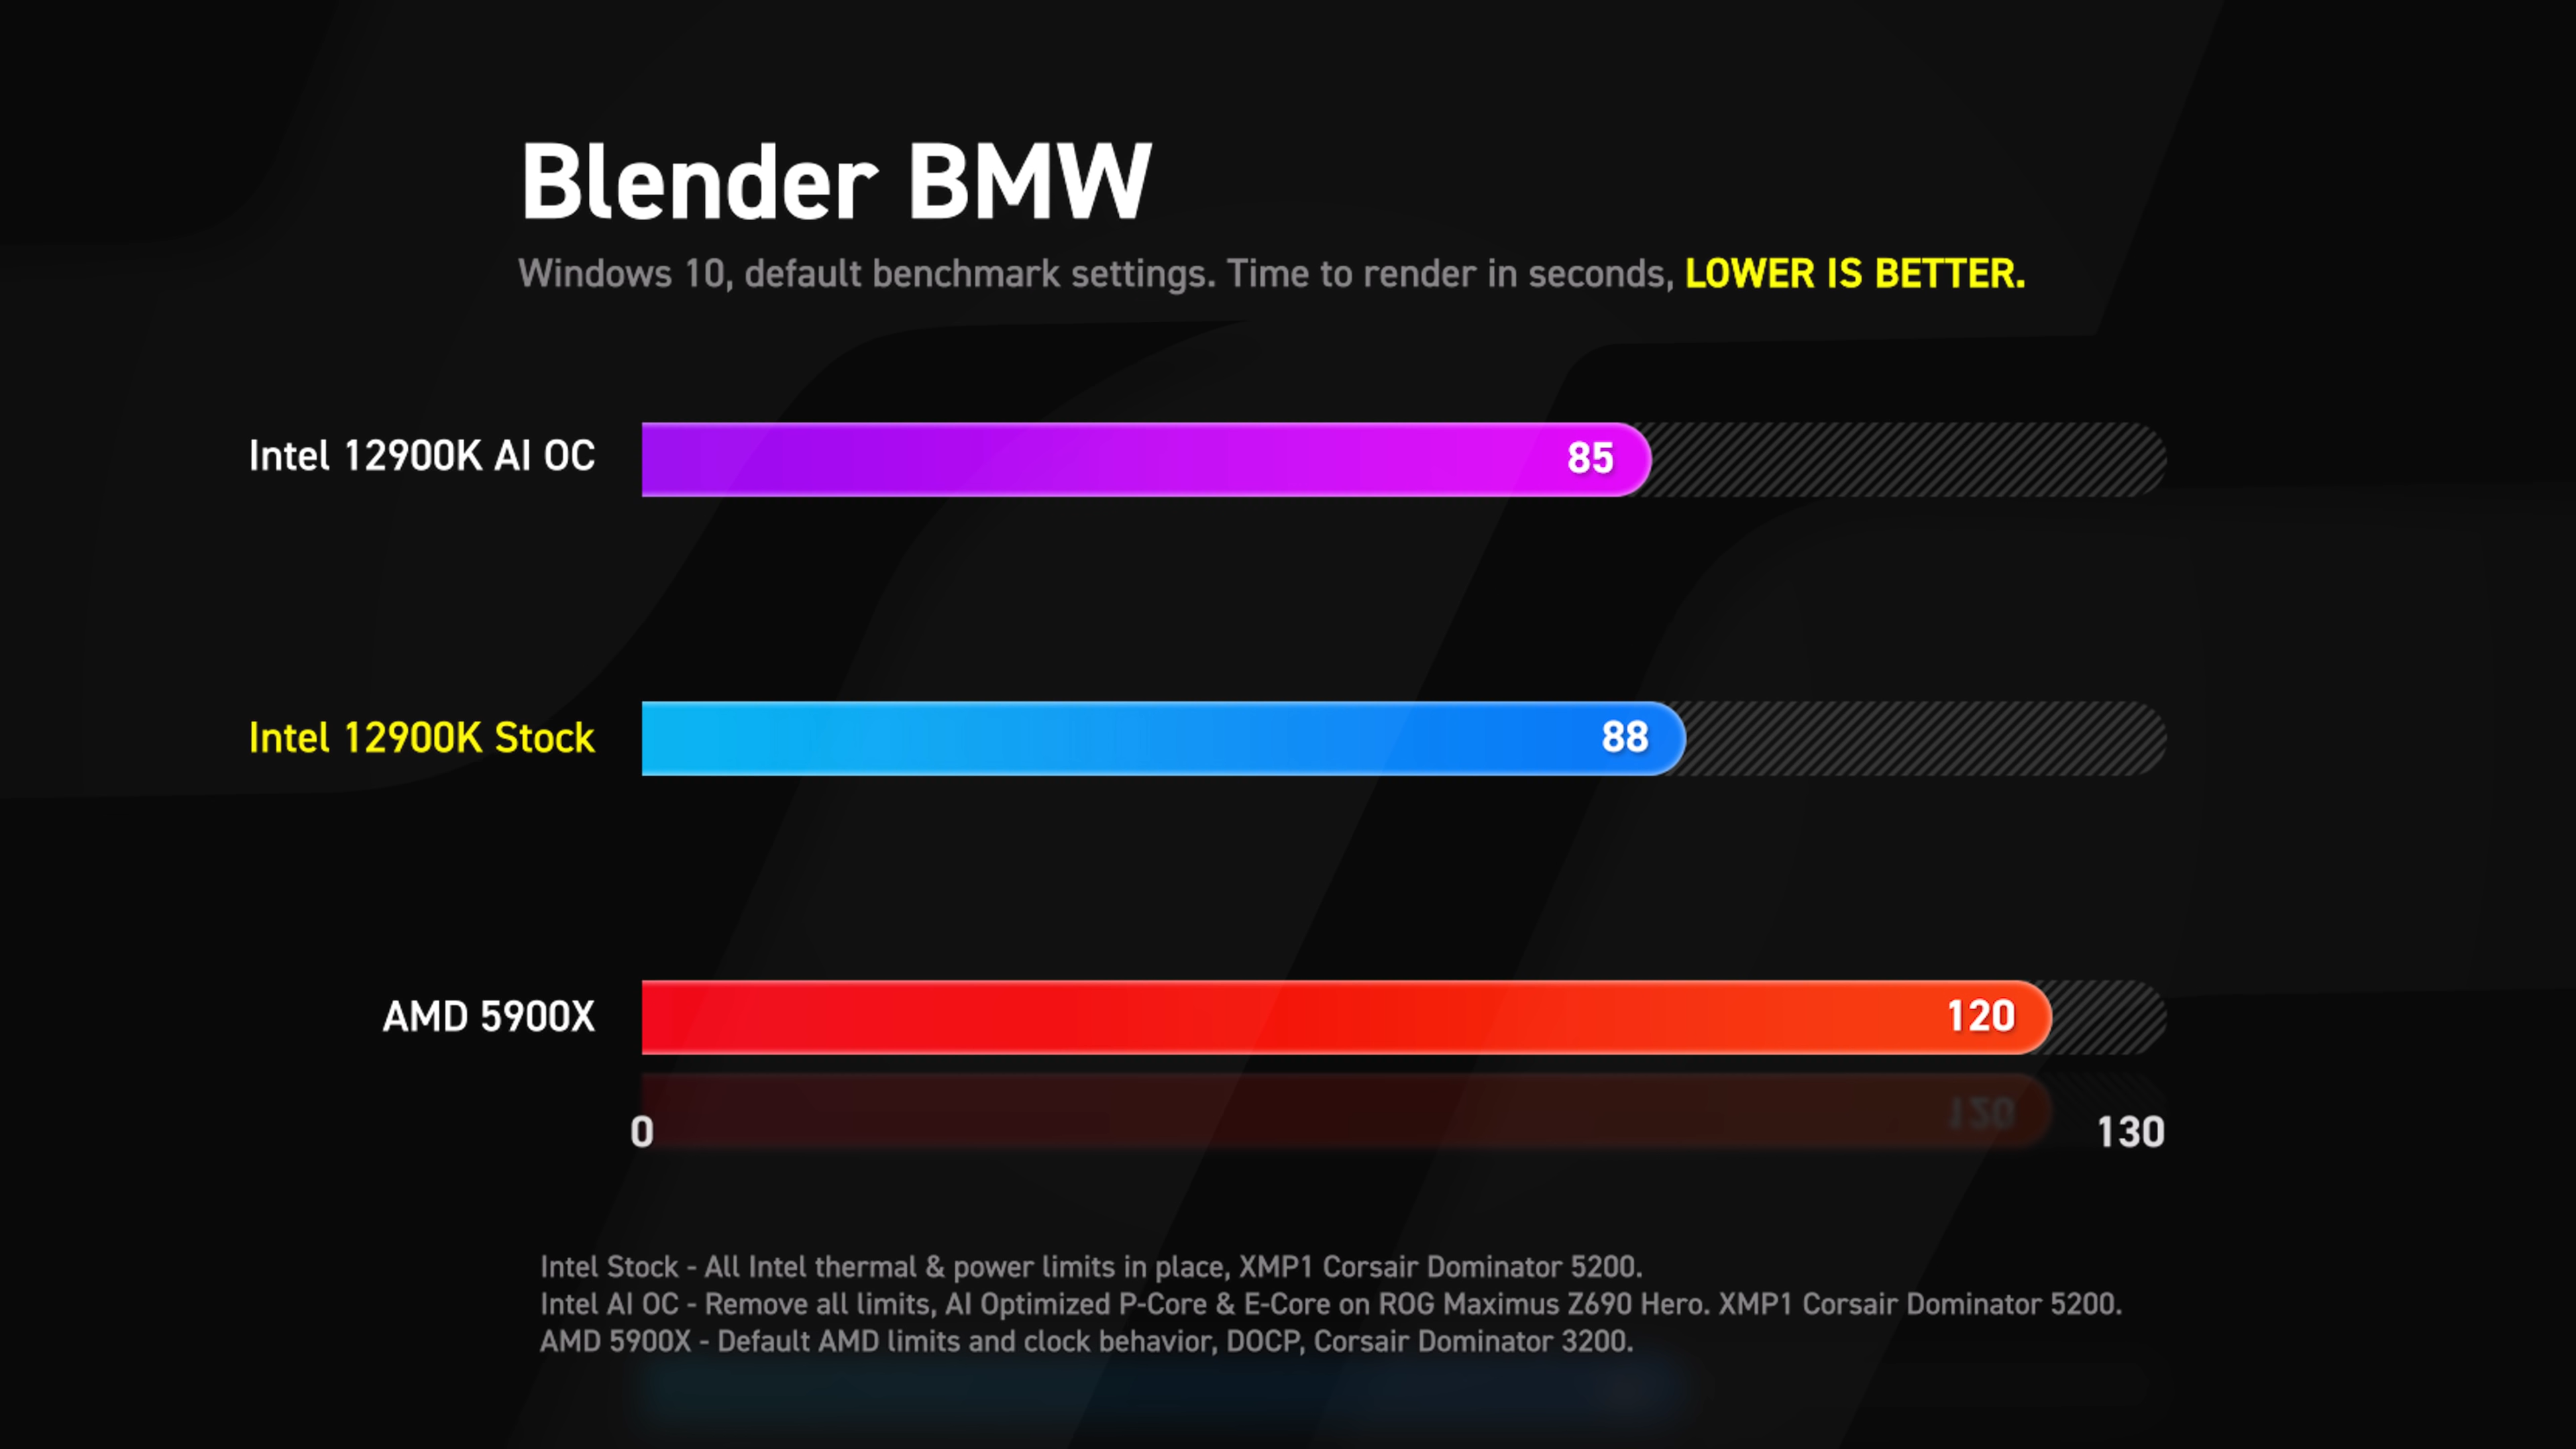 Blender BMW
Windows 10, default benchmark settings. Time to render in seconds, LOWER IS BETTER.
Intel 12900K AI OC 85
Intel 12900K Stock 88
AMD 5900X 120
0 130
Intel Stock - All Intel thermal & power limits in place, XMP1 Corsair Dominator 5200.
Intel AI OC - Remove all limits, AI Optimized P-Core & E-Core on ROG Maximus Z690 Hero. XMP1 Corsair Dominator 5200.
AMD 5900X - Default AMD limits and clock behavior, DOCP, Corsair Dominator 3200.